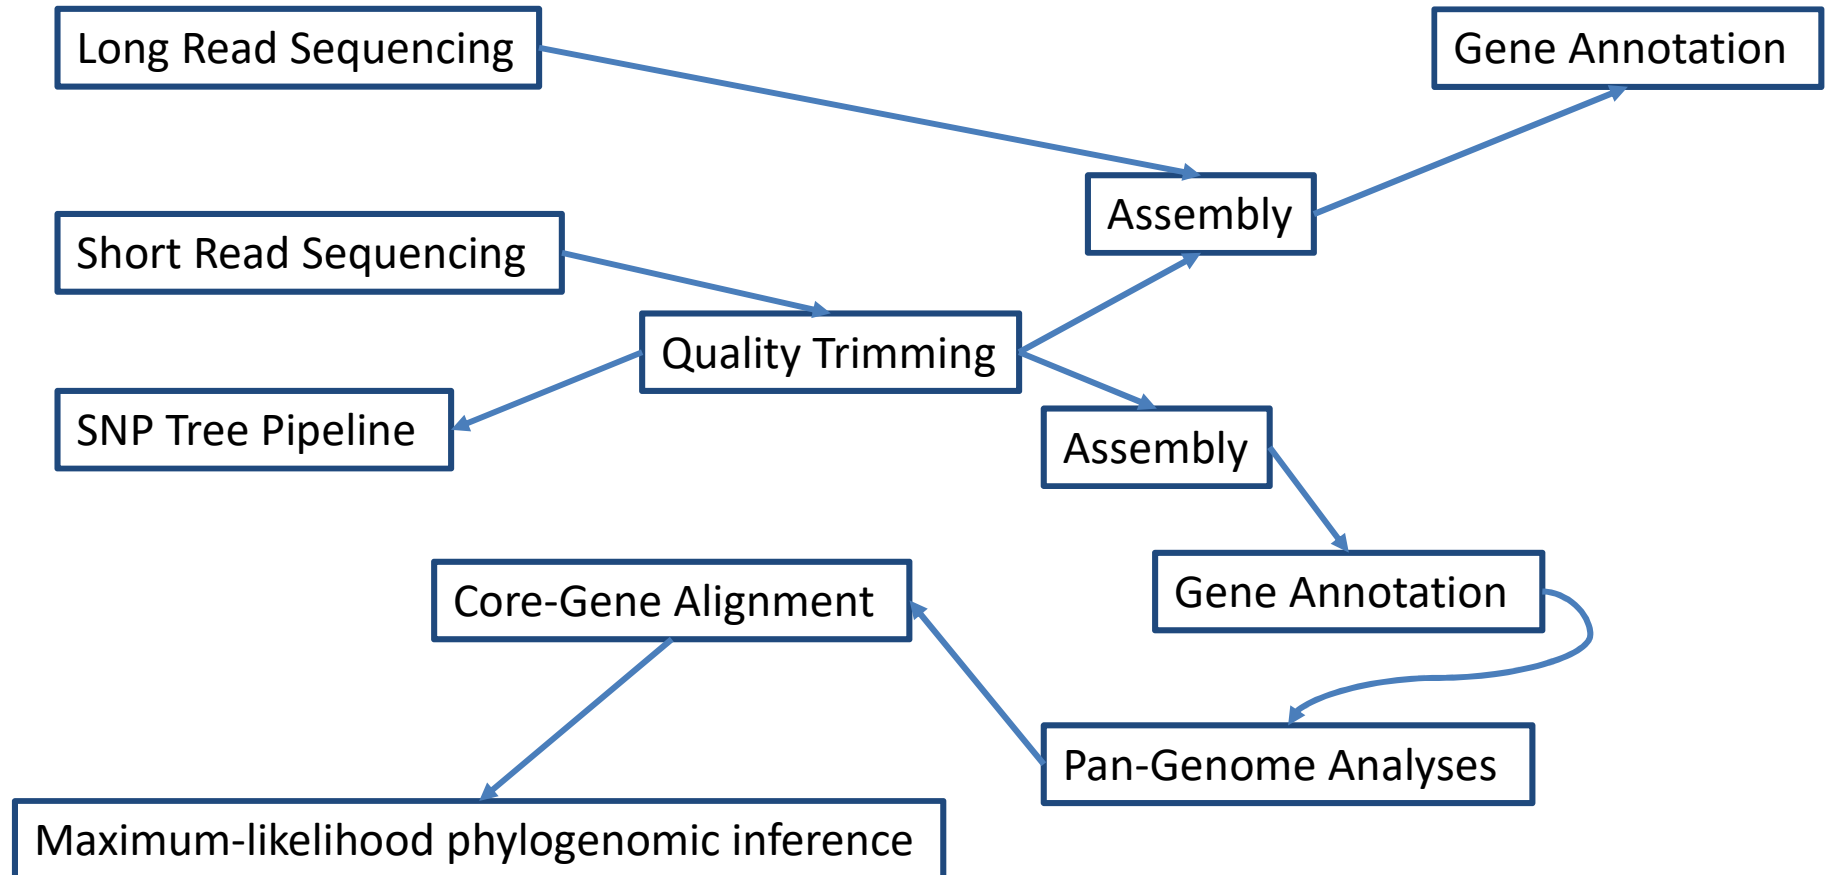 Long Read Sequencing
Gene Annotation
Assembly
Short Read Sequencing
Quality Trimming
SNP Tree Pipeline
Assembly
Gene Annotation
Core-Gene Alignment
Pan-Genome Analyses
Maximum-likelihood phylogenomic inference